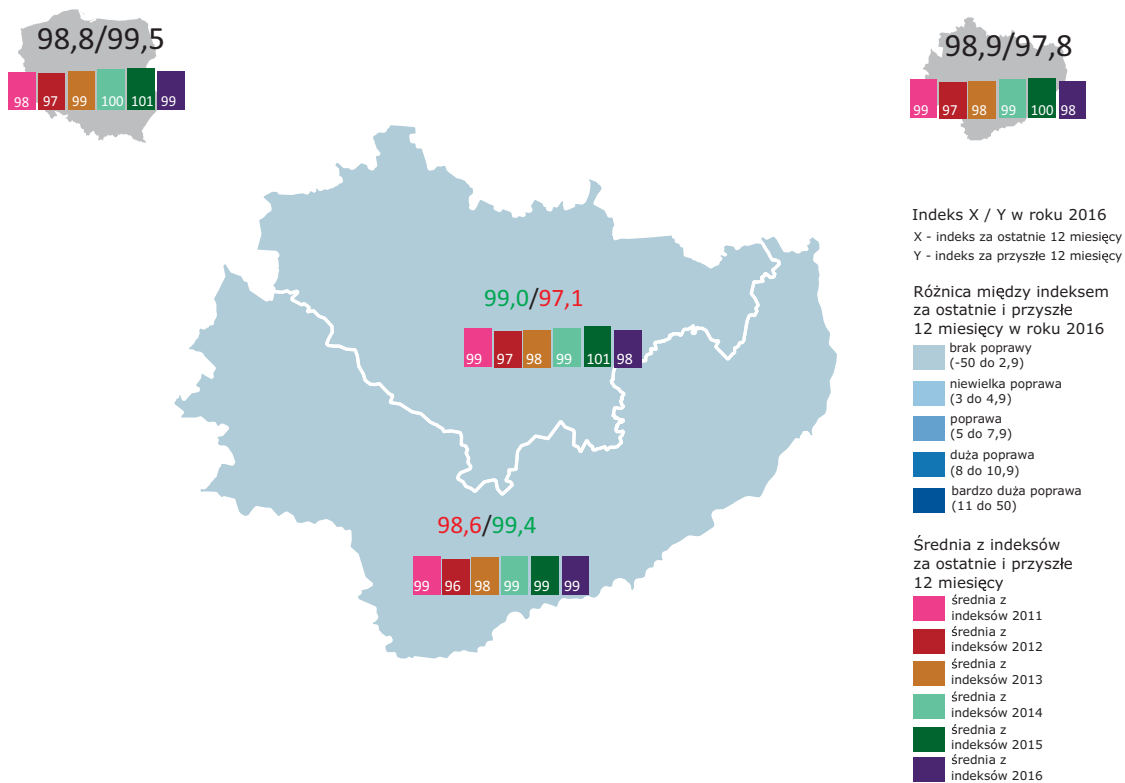 98,8/99,5
98 97 99 100 101 99
98,9/97,8
99 97 98 99 100 98
99,0/97,1
99 97 98 99 101 98
98,6/99,4
99 96 98 99 99 99
Indeks X / Y w roku 2016
X - indeks za ostatnie 12 miesięcy
Y - indeks za przyszłe 12 miesięcy
Różnica między indeksem
za ostatnie i przyszłe
12 miesięcy w roku 2016
brak poprawy
(-50 do 2,9)
niewielka poprawa
(3 do 4,9)
poprawa
(5 do 7,9)
duża poprawa
(8 do 10,9)
bardzo duża poprawa
(11 do 50)
Średnia z indeksów
za ostatnie i przyszłe
12 miesięcy
średnia z
indeksów 2011
średnia z
indeksów 2012
średnia z
indeksów 2013
średnia z
indeksów 2014
średnia z
indeksów 2015
średnia z
indeksów 2016